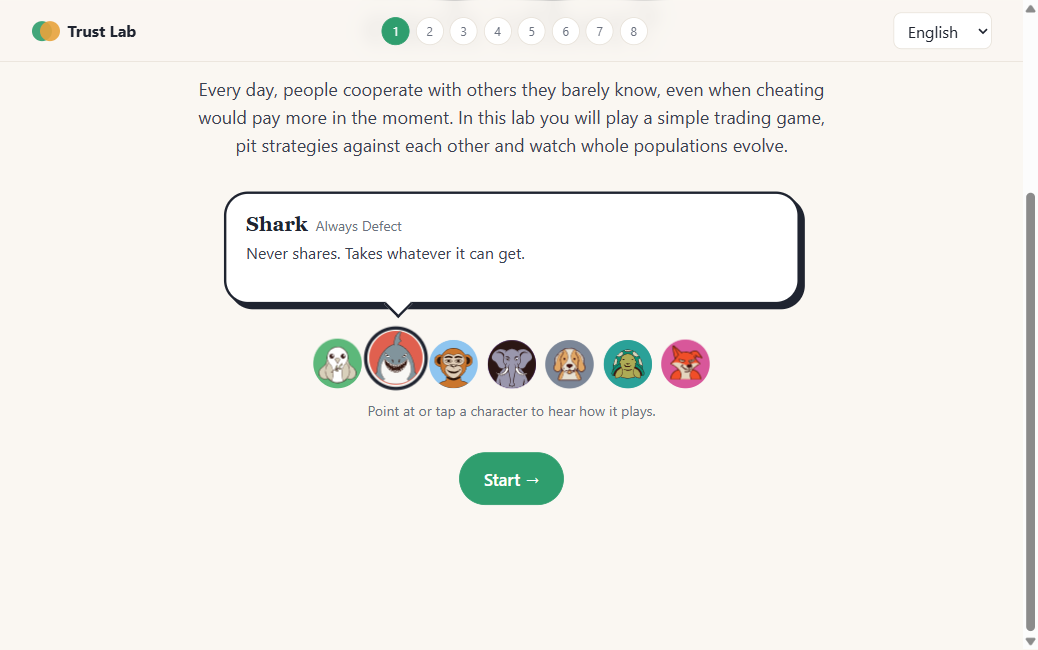 Trust Lab
1 2 3 4 5 6 7 8
English
Every day, people cooperate with others they barely know, even when cheating
would pay more in the moment. In this lab you will play a simple trading game,
pit strategies against each other and watch whole populations evolve.
Shark Always Defect
Never shares. Takes whatever it can get.
Point at or tap a character to hear how it plays.
Start →